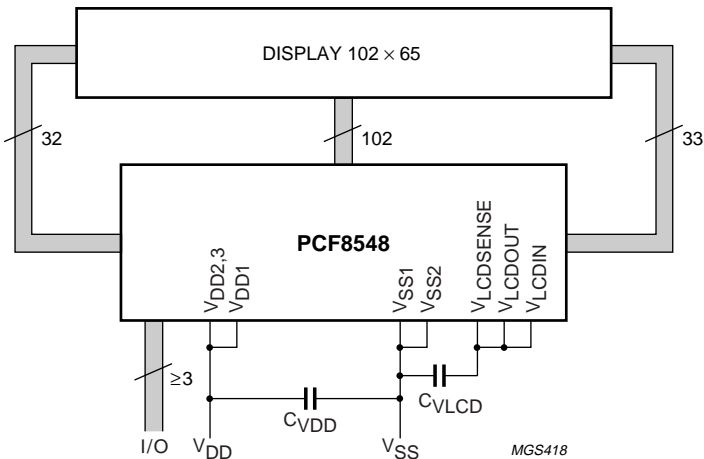 DISPLAY 102 × 65
32
102
33
PCF8548
VDD2,3
VDD1
VSS1
VSS2
VLCDSENSE
VLCDOUT
VLCDIN
≥3
CVDD
CVLCD
I/O
VDD
VSS
MGS418